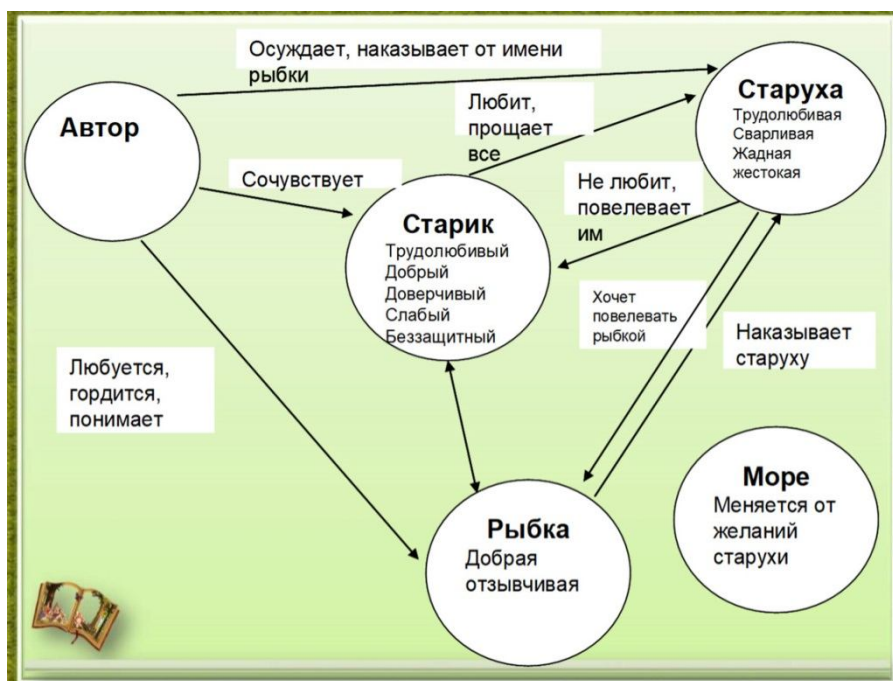 Осуждает, наказывает от имени
рыбки
Автор
Старуха
Трудолюбивая
Сварливая
Жадная
жестокая
Любит,
прощает
все
Сочувствует
Не любит,
повелевает
им
Старик
Трудолюбивый
Добрый
Доверчивый
Слабый
Беззащитный
Хочет
повелевать
рыбкой
Наказывает
старуху
Любуется,
гордится,
понимает
Море
Меняется от
желаний
старухи
Рыбка
Добрая
отзывчивая